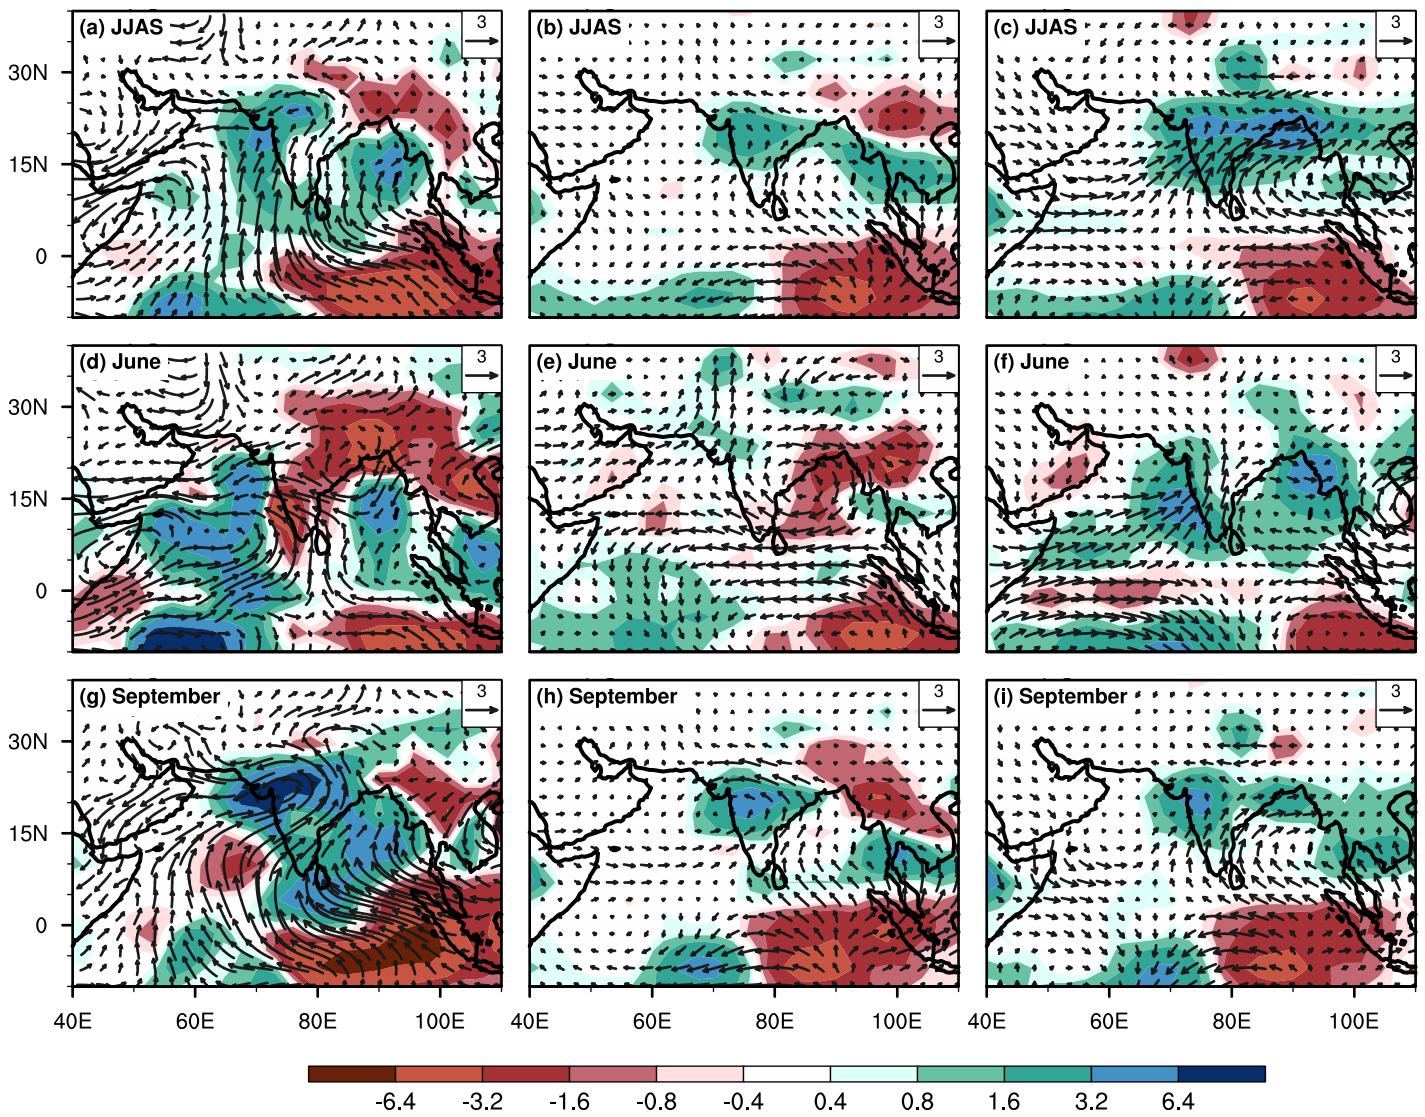 (a) JJAS 3
(b) JJAS 3
(c) JJAS 3
30N
15N
0
(d) June 3
(e) June 3
(f) June 3
30N
15N
0
(g) September 3
(h) September 3
(i) September 3
30N
15N
0
40E 60E 80E 100E 40E 60E 80E 100E 40E 60E 80E 100E
-6.4 -3.2 -1.6 -0.8 -0.4 0.4 0.8 1.6 3.2 6.4